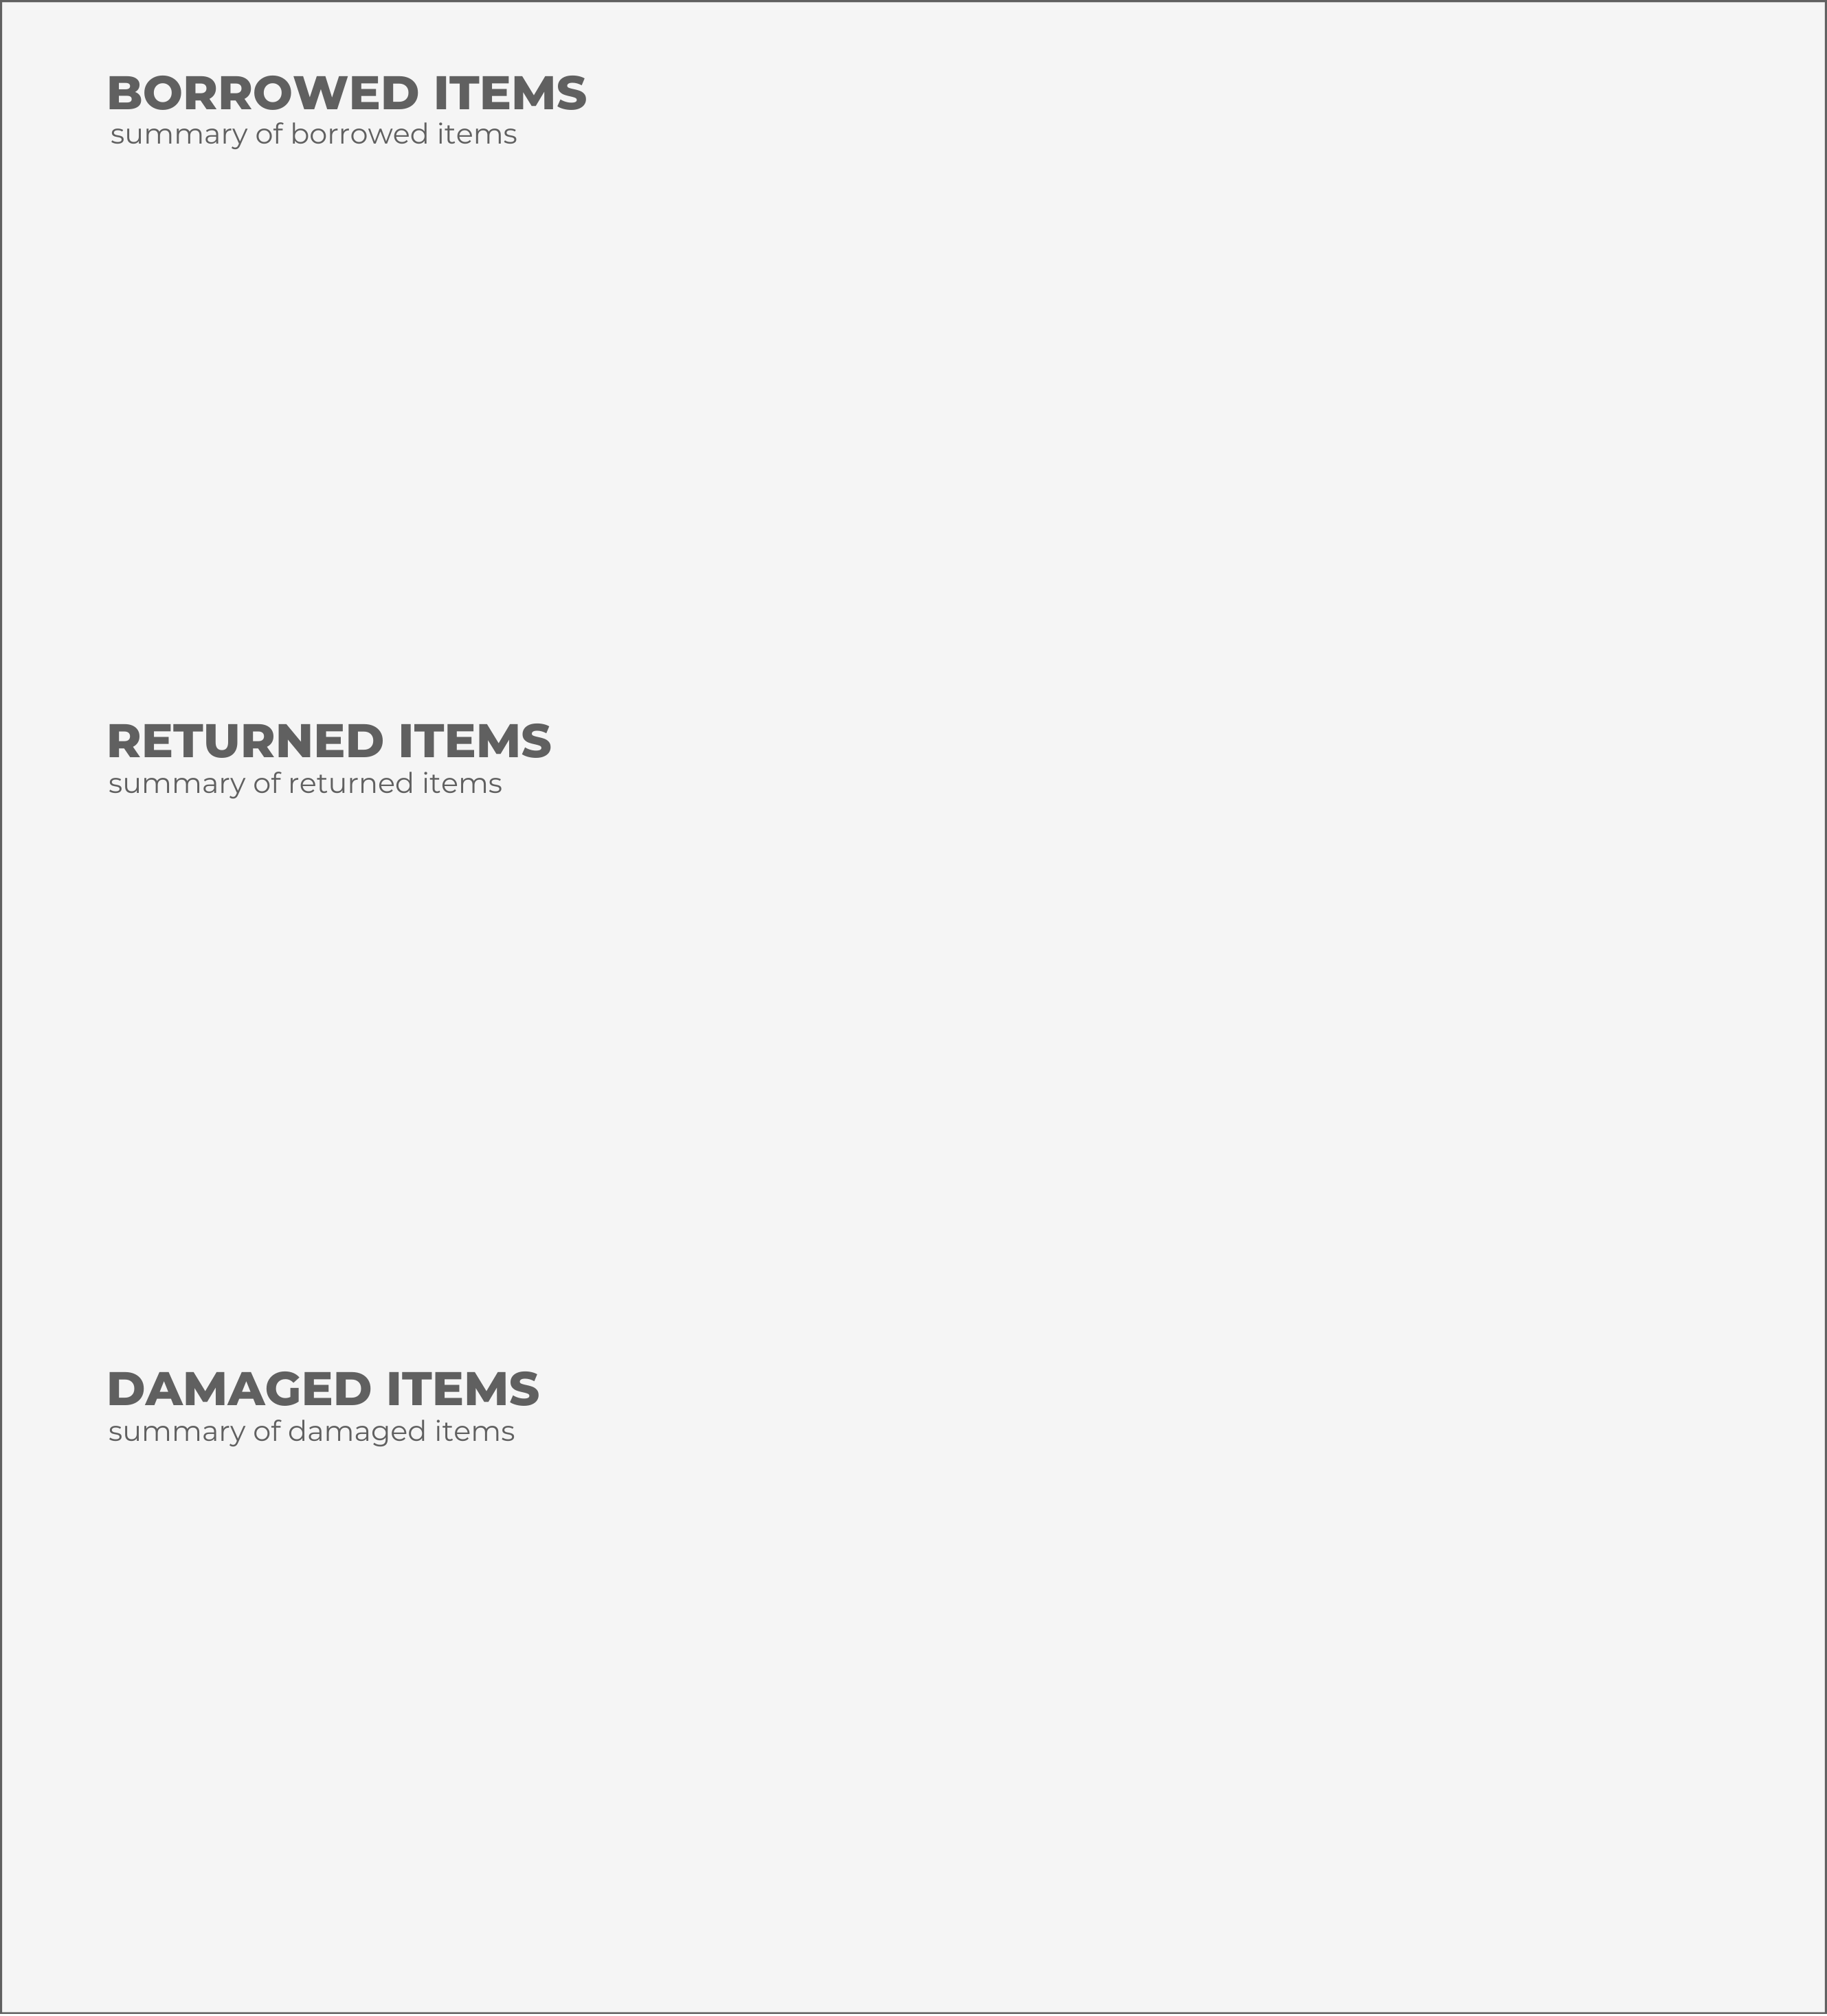 BORROWED ITEMS
summary of borrowed items
RETURNED ITEMS
summary of returned items
DAMAGED ITEMS
summary of damaged items